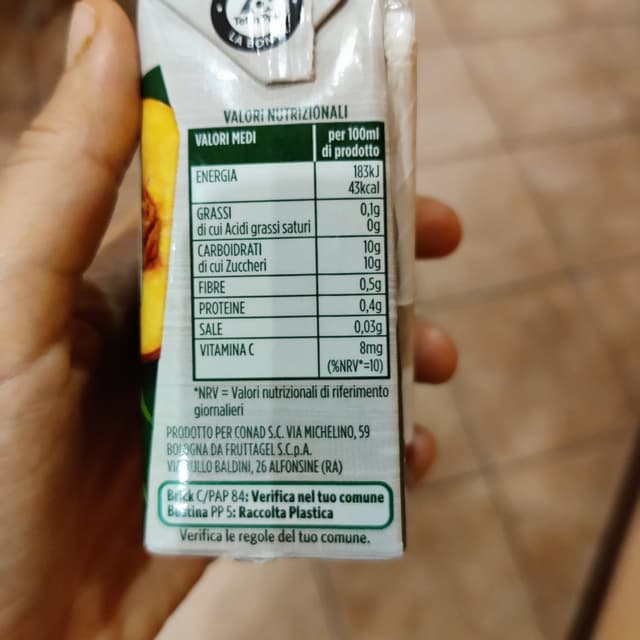 LA BON
VALORI NUTRIZIONALI
VALORI MEDI
per 100ml
di prodotto
ENERGIA
183kJ
43kcal
GRASSI
0,1g
di cui Acidi grassi saturi
0g
CARBOIDRATI
10g
di cui Zuccheri
10g
FIBRE
0,5g
PROTEINE
0,4g
SALE
0,03g
VITAMINA C
8mg
(%NRV*=10)
*NRV = Valori nutrizionali di riferimento
giornalieri
PRODOTTO PER CONAD S.C. VIA MICHELINO, 59
BOLOGNA DA FRUTTAGEL S.C.p.A.
VIA BALDINI, 26 ALFONSINE (RA)
Brick C/PAP 84: Verifica nel tuo comune
Bustina PP 5: Raccolta Plastica
Verifica le regole del tuo comune.